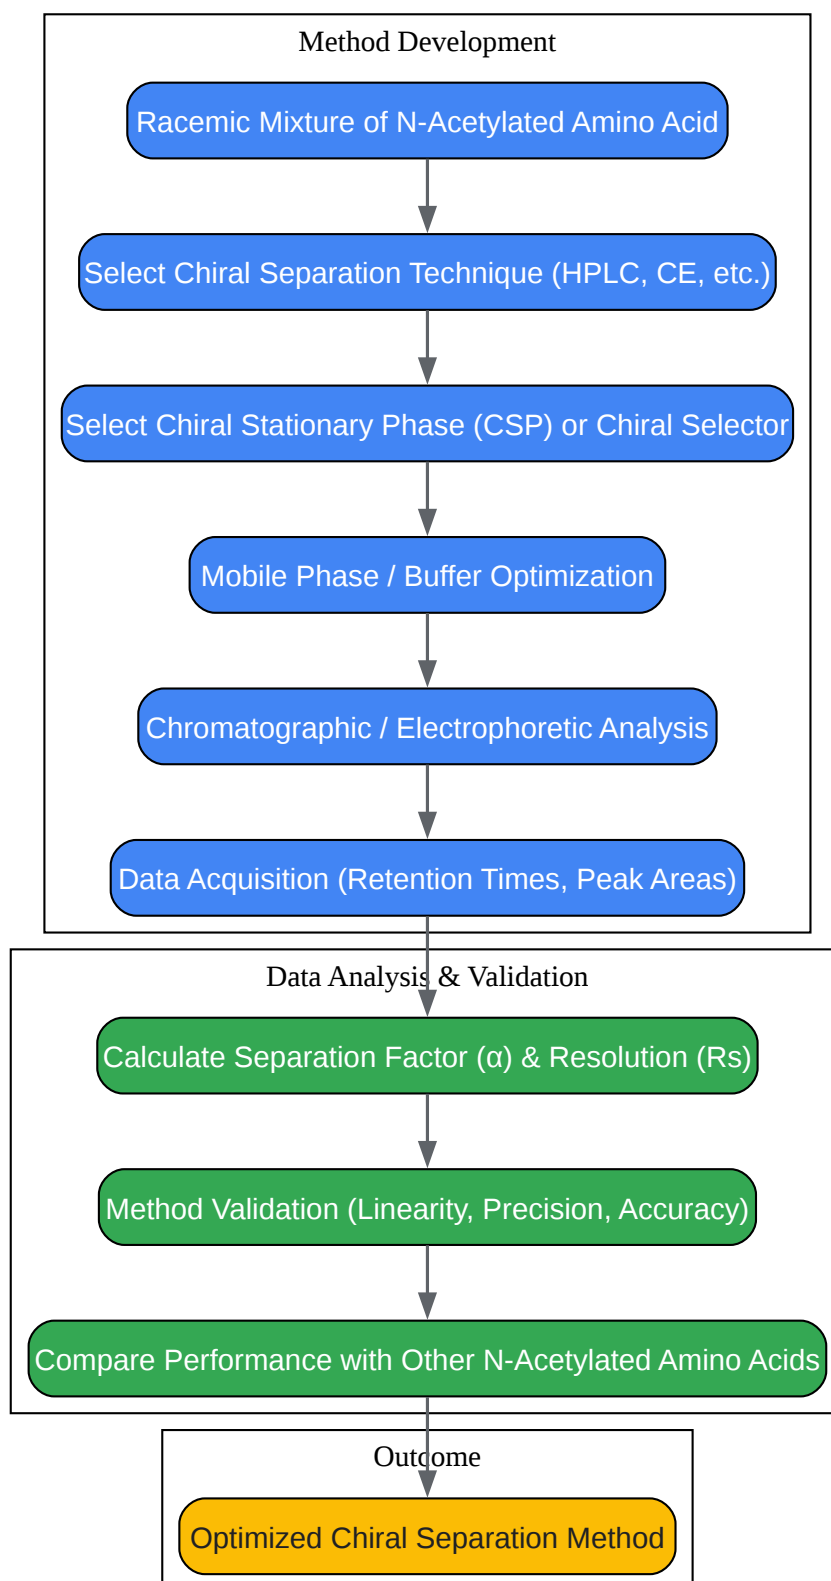 Method Development
Racemic Mixture of N-Acetylated Amino Acid
Select Chiral Separation Technique (HPLC, CE, etc.)
Select Chiral Stationary Phase (CSP) or Chiral Selector
Mobile Phase / Buffer Optimization
Chromatographic / Electrophoretic Analysis
Data Acquisition (Retention Times, Peak Areas)
Data Analysis & Validation
Calculate Separation Factor (α) & Resolution (Rs)
Method Validation (Linearity, Precision, Accuracy)
Compare Performance with Other N-Acetylated Amino Acids
Outcome
Optimized Chiral Separation Method